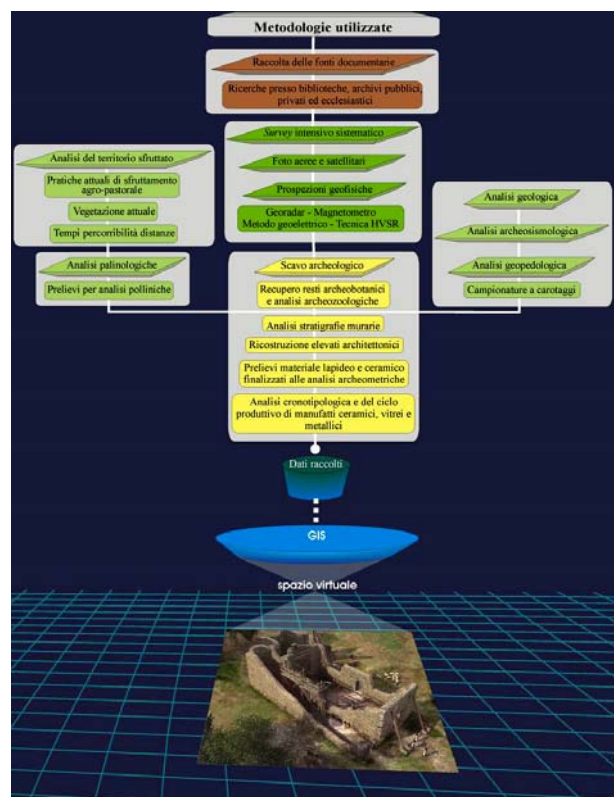 Metodologie utilizzate
Raccolta delle fonti documentarie
Ricerche presso biblioteche, archivi pubblici,
privati ed ecclesiastici
Survey intensivo sistematico
Foto aeree e satellitari
Prospezioni geofisiche
Georadar - Magnetometro
Metodo geoelettrico - Tecnica HVSR
Analisi del territorio sfruttato
Pratiche attuali di sfruttamento
agro-pastorale
Vegetazione attuale
Tempi percorribilità distanze
Analisi palinologiche
Prelievi per analisi polliniche
Analisi geologica
Analisi archeosismologica
Analisi geopedologica
Campionature a carotaggi
Scavo archeologico
Recupero resti archeobotanici
e analisi archeozoologiche
Analisi stratigrafie murarie
Ricostruzione elevati architettonici
Prelievi materiale lapideo e ceramico
finalizzati alle analisi archeometriche
Analisi cronotipologica e del ciclo
produttivo di manufatti ceramici, vitrei e
metallici
Dati raccolti
GIS
spazio virtuale